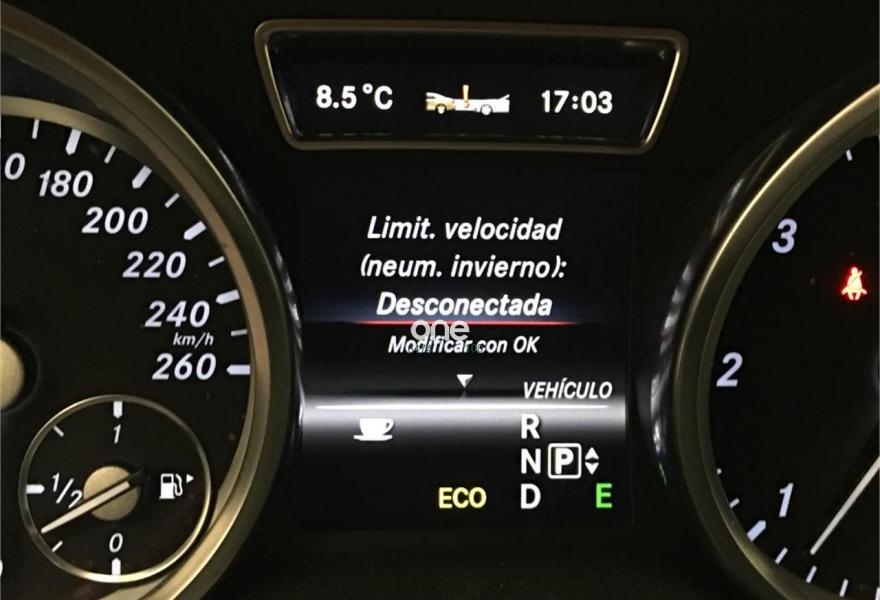 8.5°C 17:03
0
180
200
220
240
km/h
260
1
1/2
0
Limit. velocidad
(neum. invierno):
Desconectada
one
Modificar con OK
VEHÍCULO
R
N P
ECO D E
3
2
1